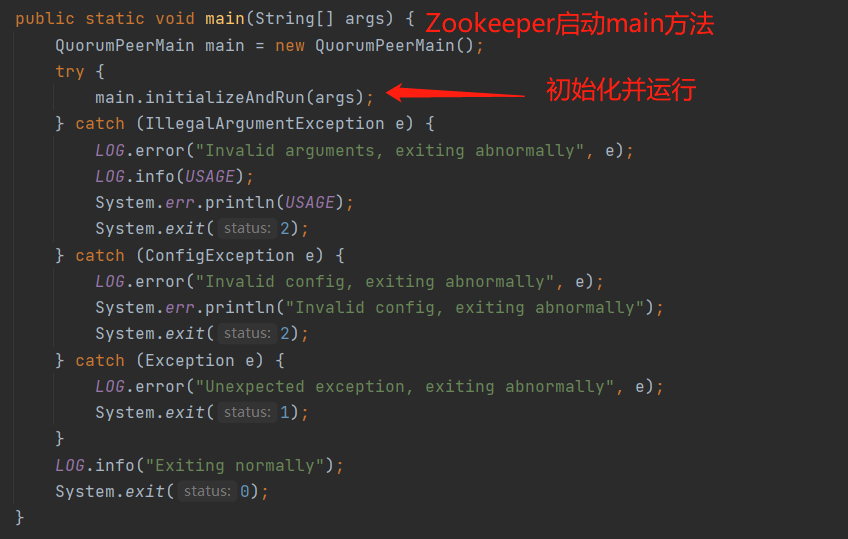 public static void main(String[] args) { Zookeeper启动main方法
    QuorumPeerMain main = new QuorumPeerMain();
    try {
        main.initializeAndRun(args); 初始化并运行
    } catch (IllegalArgumentException e) {
        LOG.error("Invalid arguments, exiting abnormally", e);
        LOG.info(USAGE);
        System.err.println(USAGE);
        System.exit( status: 2);
    } catch (ConfigException e) {
        LOG.error("Invalid config, exiting abnormally", e);
        System.err.println("Invalid config, exiting abnormally");
        System.exit( status: 2);
    } catch (Exception e) {
        LOG.error("Unexpected exception, exiting abnormally", e);
        System.exit( status: 1);
    }
    LOG.info("Exiting normally");
    System.exit( status: 0);
}